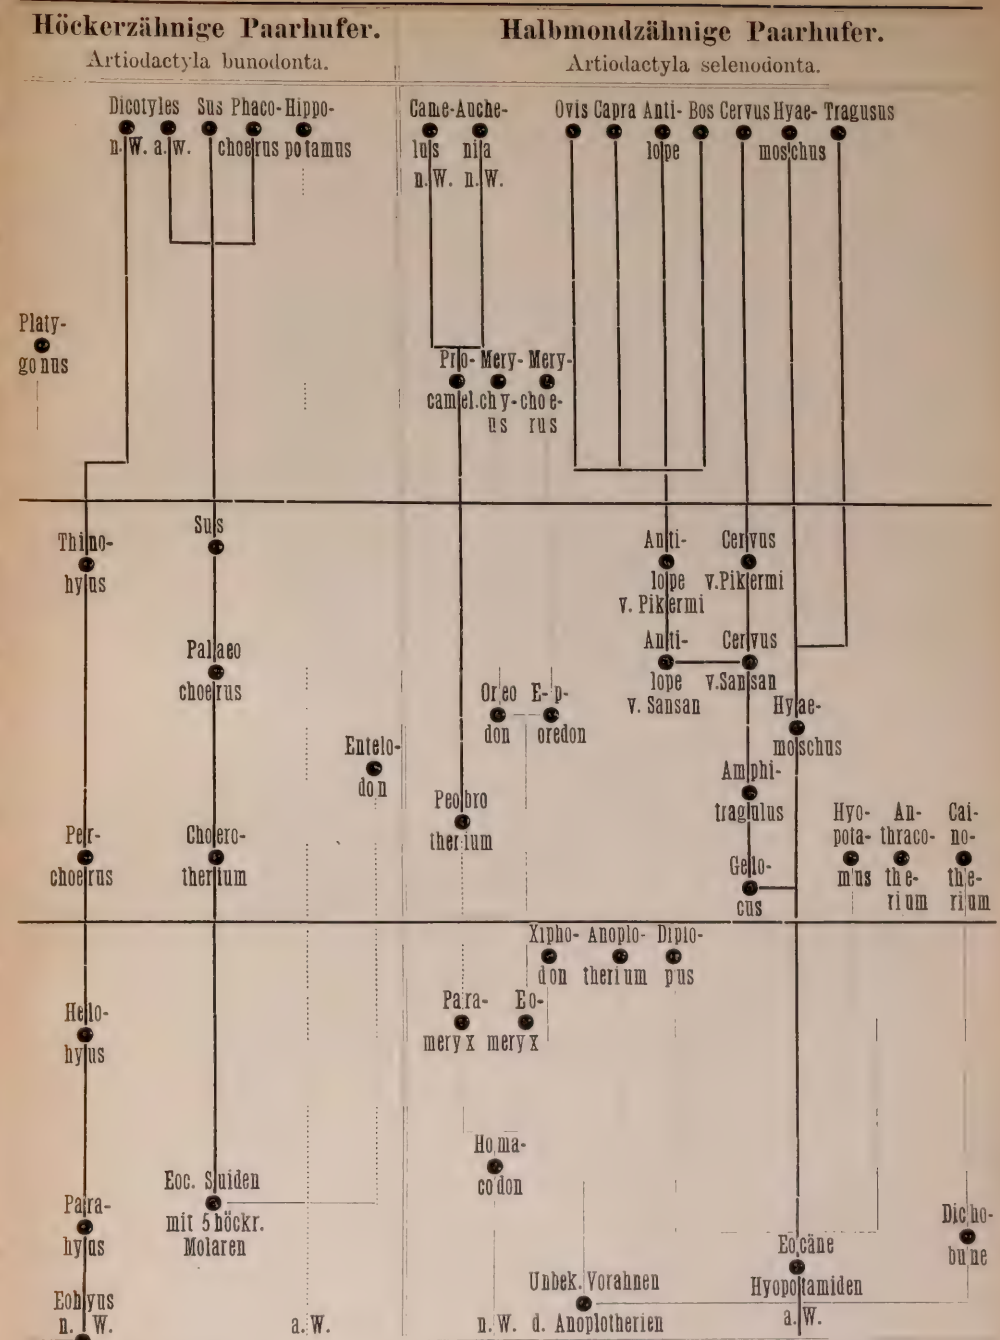 Höckerzähnige Paarhufer.
Artiodactyla bunodonta.
Halbmondzähnige Paarhufer.
Artiodactyla selenodonta.
Dicotyles Sus Phaco- Hippo-
n. W. a. W. choerus potamus
Came- Auche-
lus nia
n. W. n. W.
Ovis Capra Anti- Bos Cervus Hyae- Tragusus
lope moschus
Platy-
gonus
Pro- Mery- Mery-
camel. chy- choe-
us rus
Thino-
hyus
Sus
Anti- Cervus
lope v. Pikermi
v. Pikermi
Palaeo
choerus
Anti- Cervus
lope v. Sansan
v. Sansan
Oreo E-p-
don oredon
Hyae-
moschus
Entelo-
don
Amphi-
tragulus
Peobro
therium
Per-
choerus
Choero-
therium
Gelo-
cus
Hyo- An- Cai-
pota- thraco- no-
mus the- the-
rium rium
Xipho- Anoplo- Diplo-
don therium pus
Para- Eo-
meryx meryx
Helo-
hyus
Homa-
codon
Eoc. Suiden
mit 5 höckr.
Molaren
Para-
hyus
Dicho-
bune
Eocäne
Hyopotamiden
a. W.
Unbek. Vorahnen
n. W. d. Anoplotherien
Eohyus
n. W.
a. W.